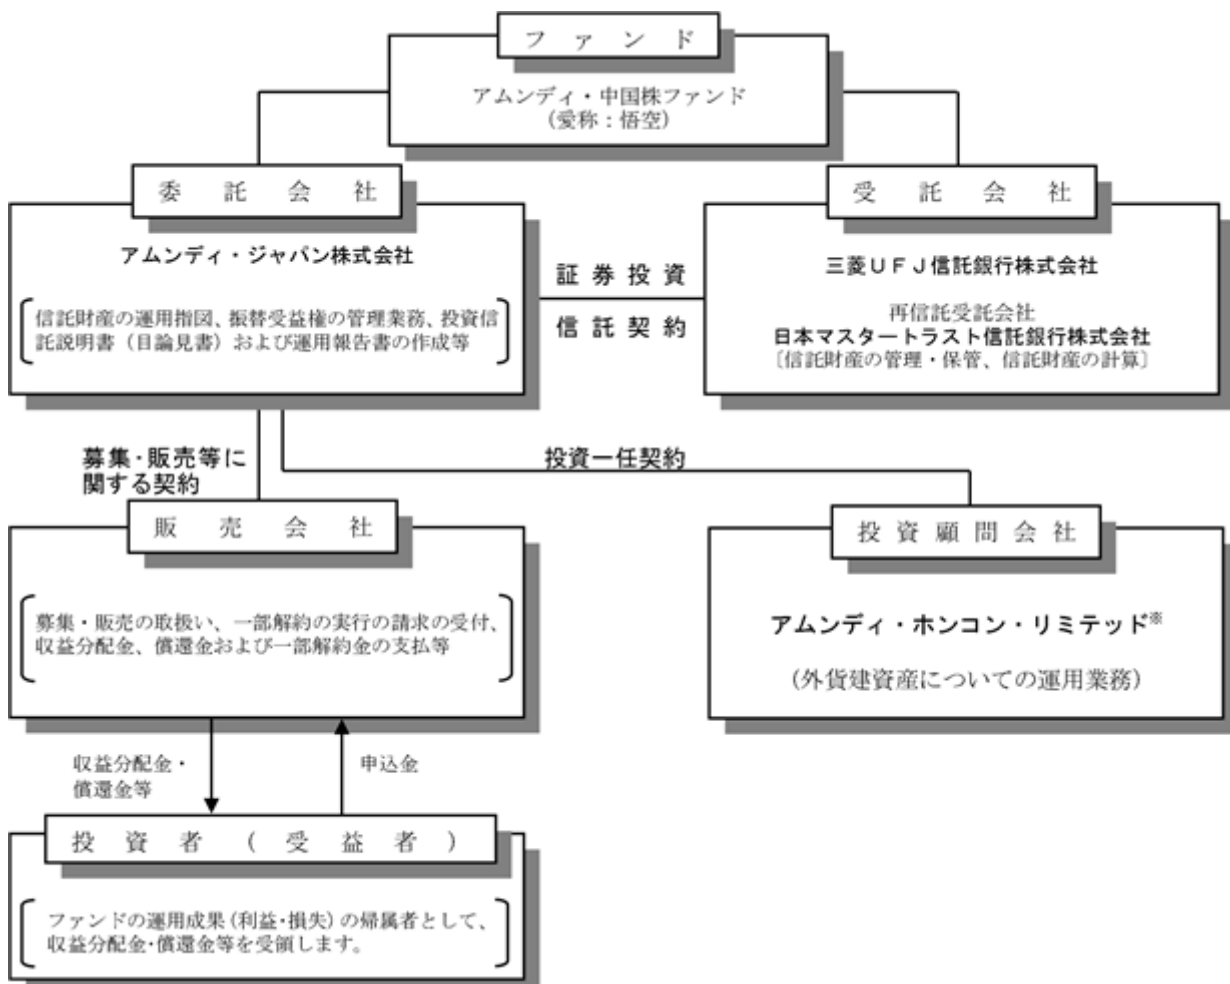 ファンド
アムンディ・中国株ファンド
（愛称：悟空）
委託会社
アムンディ・ジャパン株式会社
信託財産の運用指図、振替受益権の管理業務、投資信
託説明書（目論見書）および運用報告書の作成等
証券投資
信託契約
受託会社
三菱ＵＦＪ信託銀行株式会社
再信託受託会社
日本マスタートラスト信託銀行株式会社
〔信託財産の管理・保管、信託財産の計算〕
募集・販売等に
関する契約
投資一任契約
販売会社
募集・販売の取扱い、一部解約の実行の請求の受付、
収益分配金、償還金および一部解約金の支払等
投資顧問会社
アムンディ・ホンコン・リミテッド※
（外貨建資産についての運用業務）
収益分配金・
償還金等
申込金
投資者（受益者）
ファンドの運用成果（利益・損失）の帰属者として、
収益分配金・償還金等を受領します。